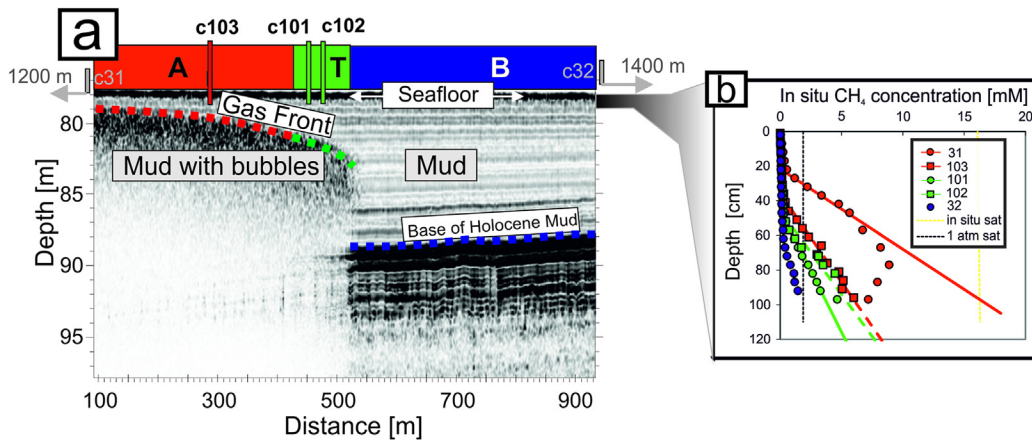 a
c103
c101
c102
1200 m
c31
A
T
B
c32
1400 m
Seafloor
Gas Front
Mud with bubbles
Mud
Base of Holocene Mud
Depth [m]
80
85
90
95
100
300
500
700
900
Distance [m]
b
In situ CH₄ concentration [mM]
0
5
10
15
20
Depth [cm]
0
20
40
60
80
100
120
31
103
101
102
32
in situ sat
1 atm sat